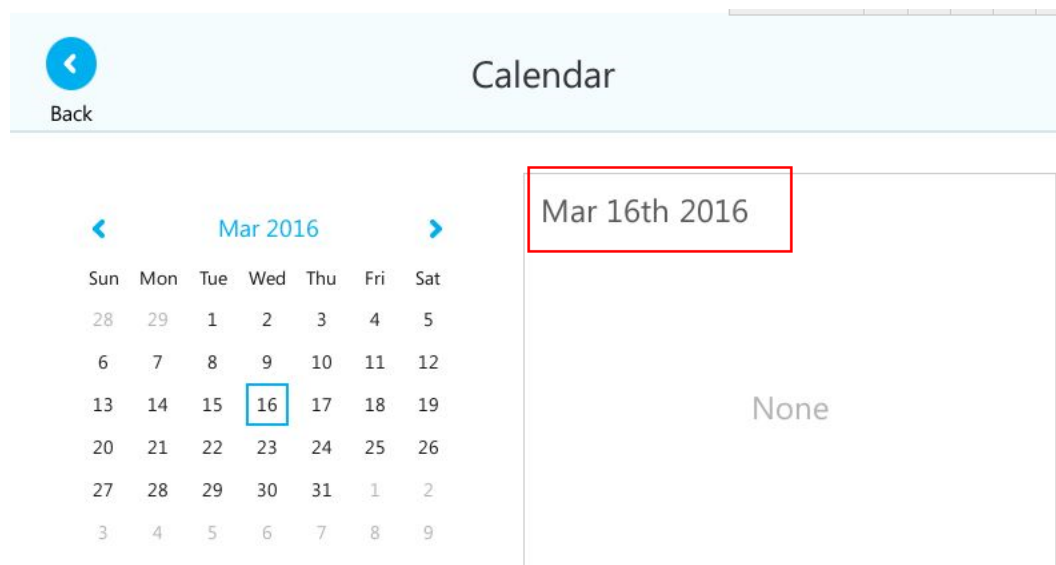 Calendar
Back
Mar 2016
Sun Mon Tue Wed Thu Fri Sat
28 29 1 2 3 4 5
6 7 8 9 10 11 12
13 14 15 16 17 18 19
20 21 22 23 24 25 26
27 28 29 30 31 1 2
3 4 5 6 7 8 9
Mar 16th 2016
None